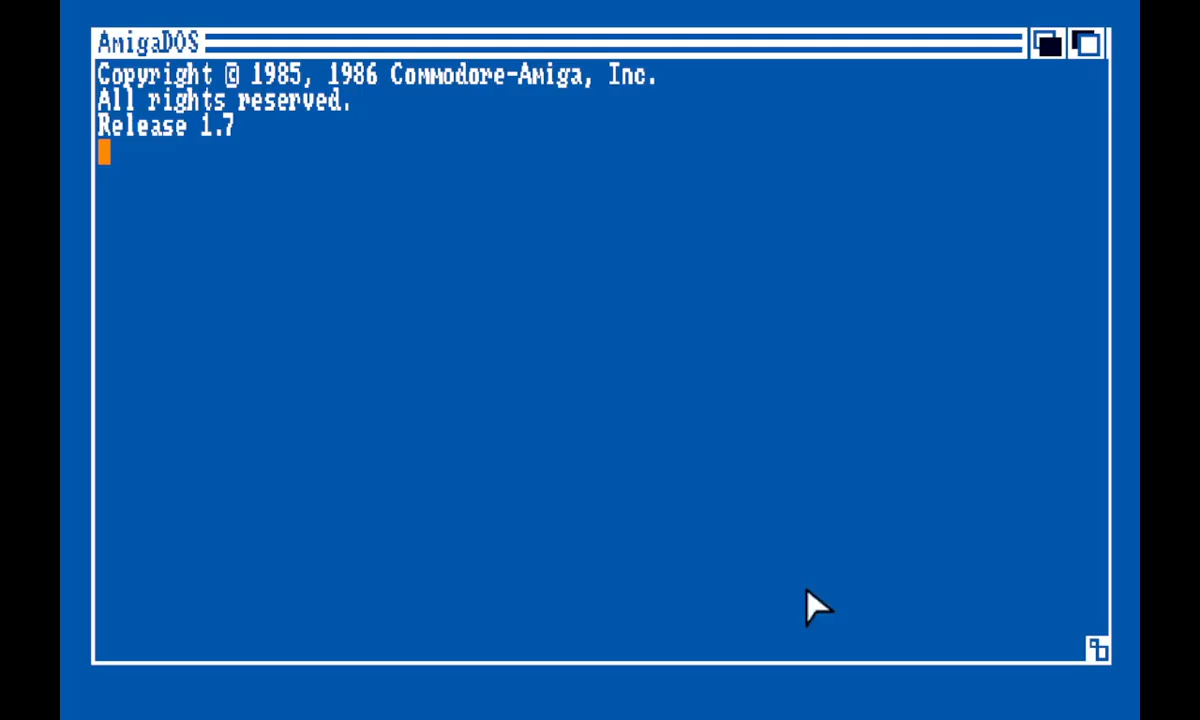 AmigaDOS
Copyright © 1985, 1986 Commodore-Amiga, Inc.
All rights reserved.
Release 1.7